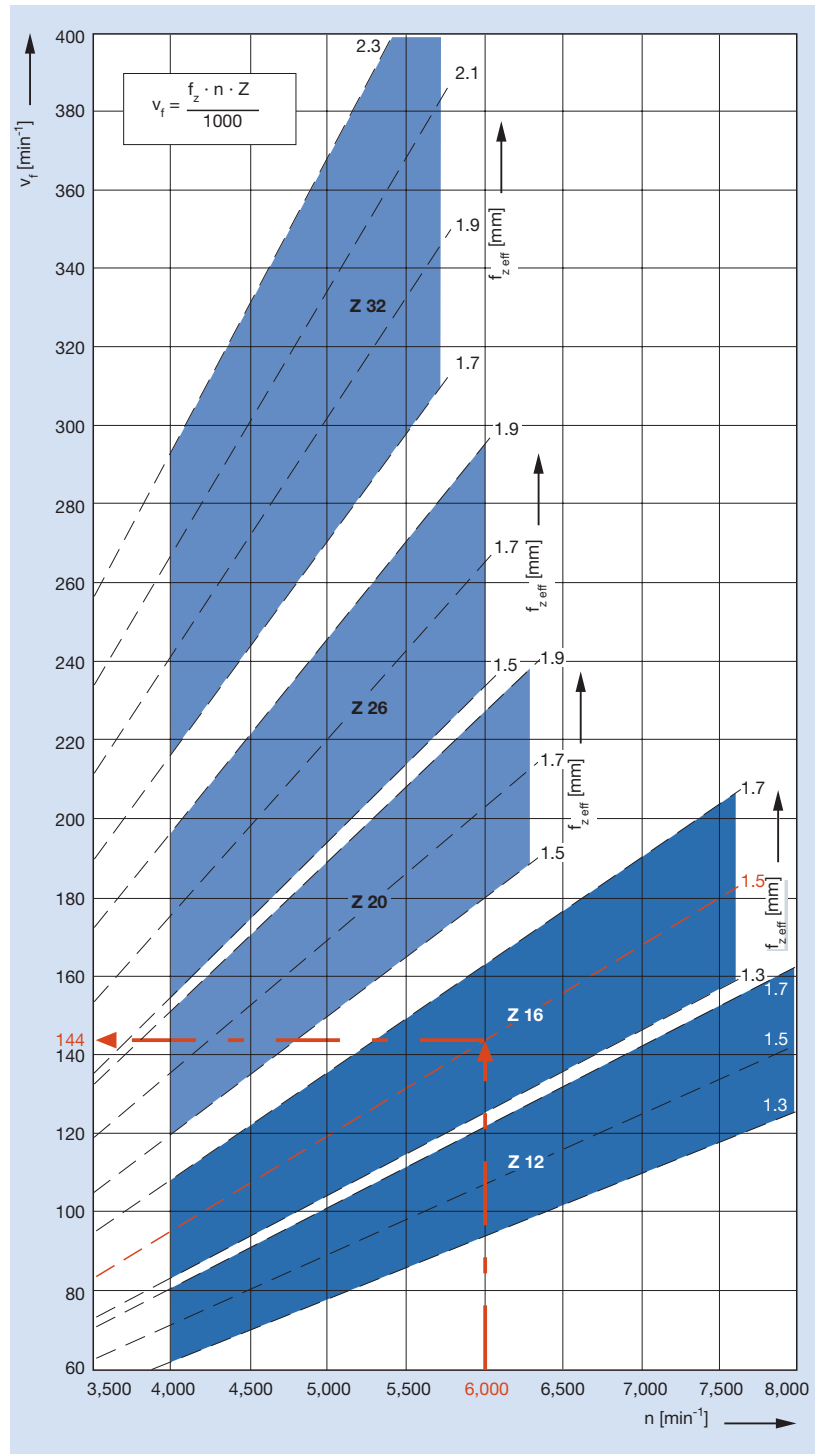 400
380
360
340
320
300
280
260
240
220
200
180
160
144
140
120
100
80
60
v_f [min⁻¹]
v_f = f_z · n · Z / 1000
2.3
2.1
1.9
1.7
f_z eff [mm]
Z 32
1.9
1.7
1.5
f_z eff [mm]
Z 26
1.9
1.7
1.5
f_z eff [mm]
Z 20
1.7
1.5
1.3
f_z eff [mm]
Z 16
1.7
1.5
1.3
Z 12
3,500 4,000 4,500 5,000 5,500 6,000 6,500 7,000 7,500 8,000
n [min⁻¹]